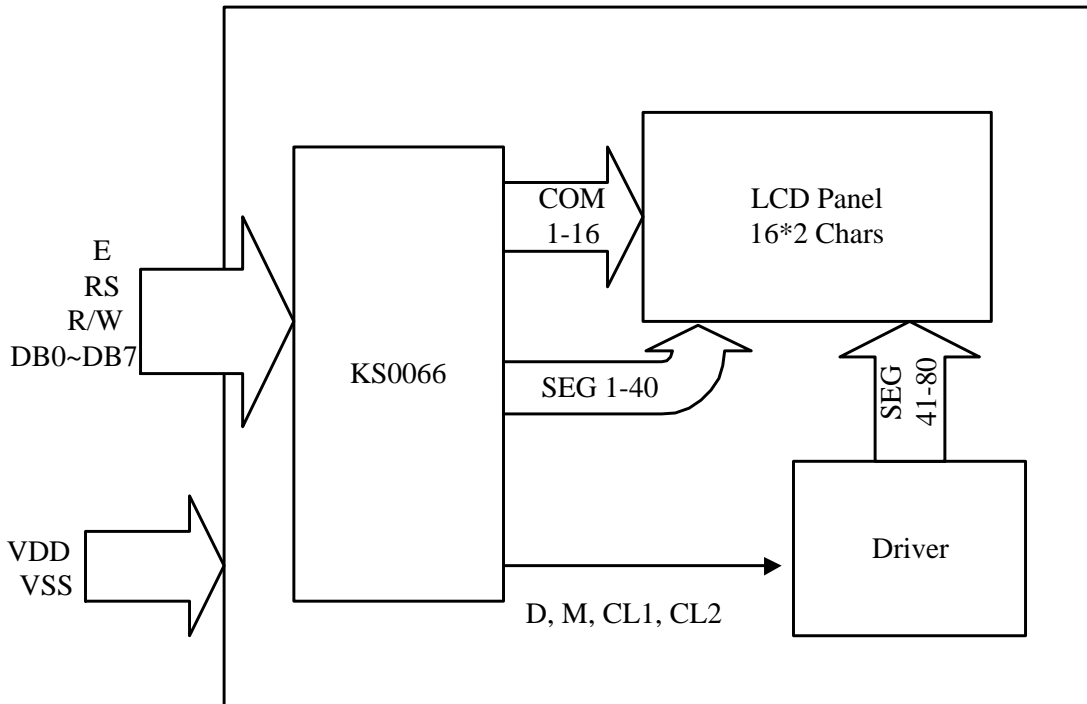 E
RS
R/W
DB0~DB7
VDD
VSS
KS0066
COM
1-16
SEG 1-40
D, M, CL1, CL2
LCD Panel
16*2 Chars
SEG
41-80
Driver